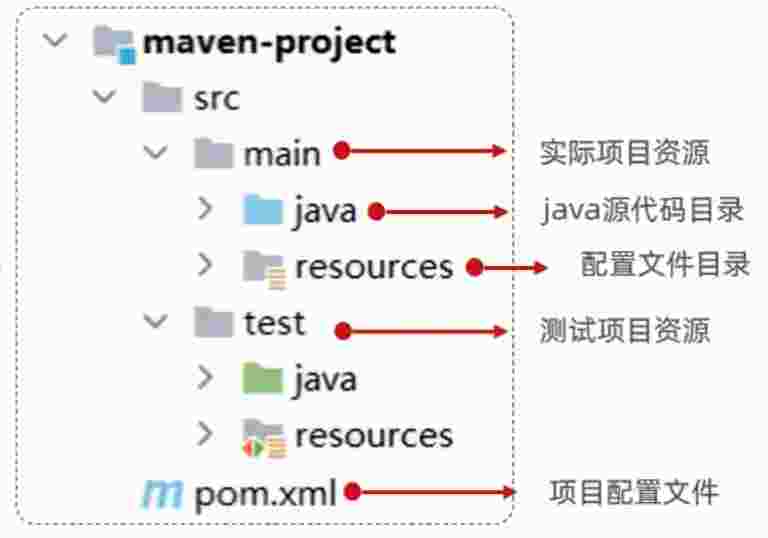 maven-project
src
main 实际项目资源
java java源代码目录
resources 配置文件目录
test 测试项目资源
java
resources
pom.xml 项目配置文件